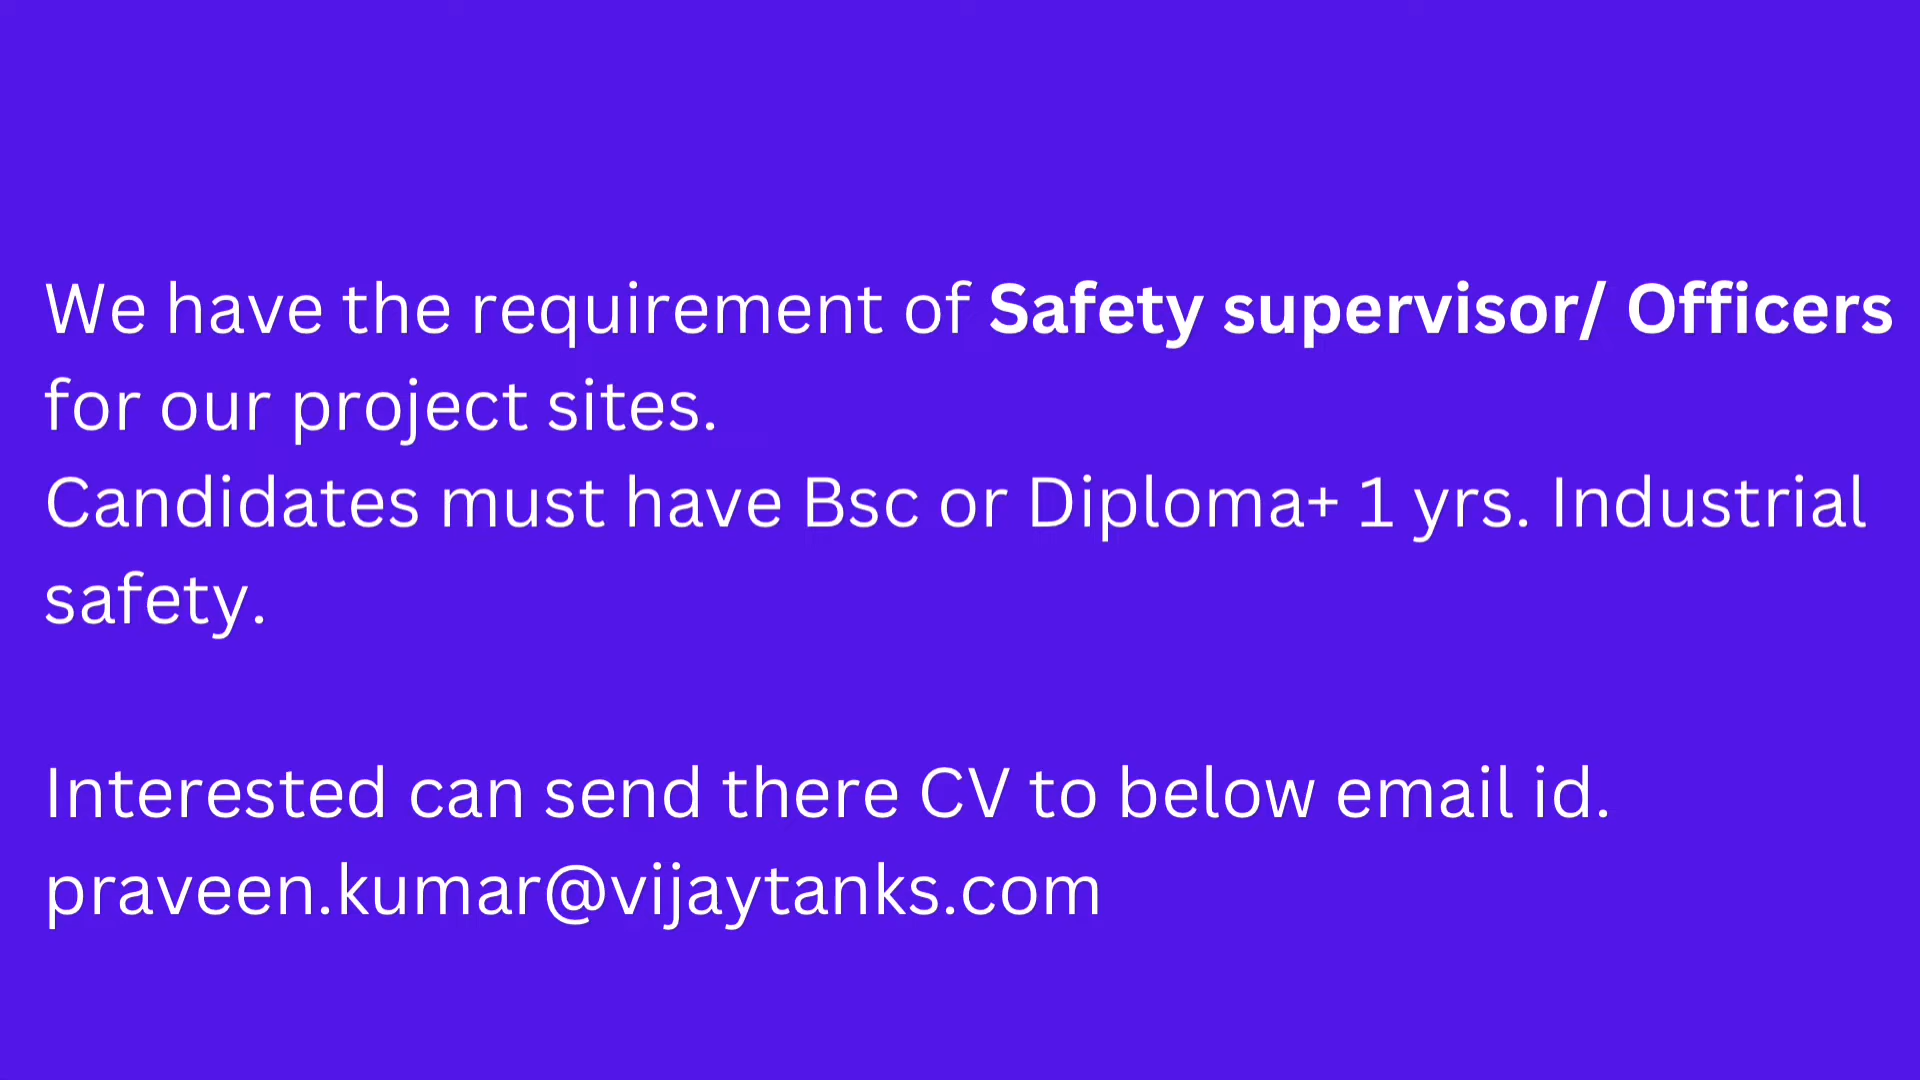 We have the requirement of Safety supervisor/ Officers
for our project sites.
Candidates must have Bsc or Diploma+ 1 yrs. Industrial
safety.
Interested can send there CV to below email id.
praveen.kumar@vijaytanks.com